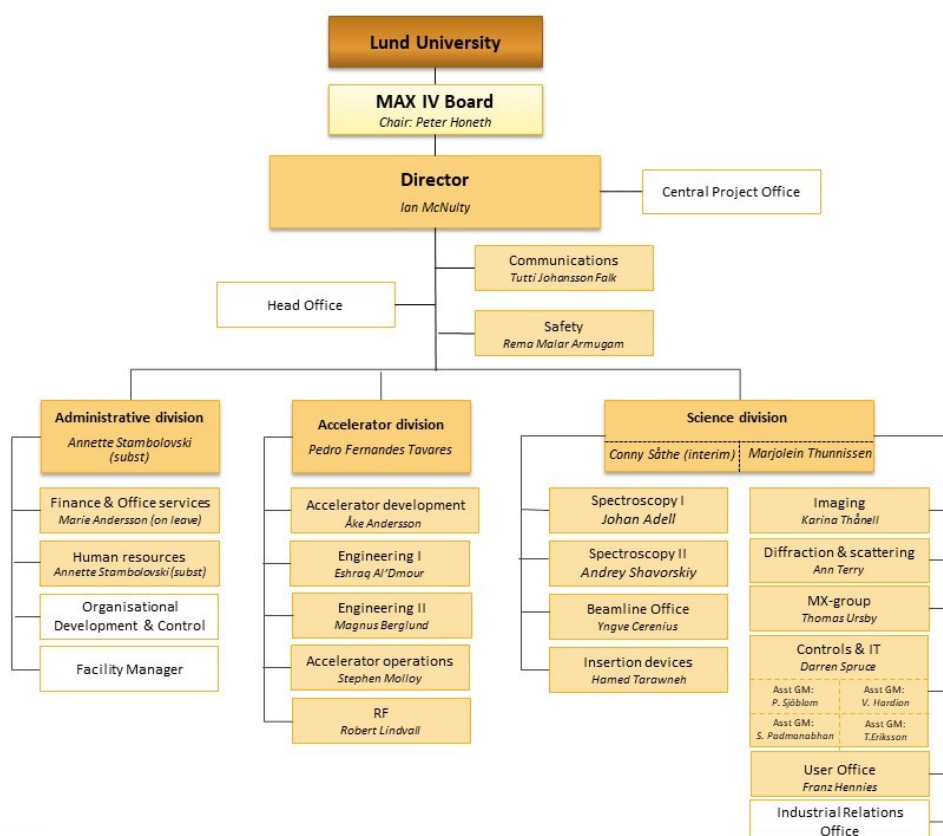 Lund University
MAX IV Board
Chair: Peter Honeth
Director
Ian McNulty
Central Project Office
Communications
Tutti Johansson Falk
Head Office
Safety
Rema Malar Armugam
Administrative division
Annette Stambolovski
(subst)
Finance & Office services
Marie Andersson (on leave)
Human resources
Annette Stambolovski(subst)
Organisational
Development & Control
Facility Manager
Accelerator division
Pedro Fernandes Tavares
Accelerator development
Åke Andersson
Engineering I
Eshraq Al'Dmour
Engineering II
Magnus Berglund
Accelerator operations
Stephen Molloy
RF
Robert Lindvall
Science division
Conny Såthe (interim)
Marjolein Thunnissen
Spectroscopy I
Johan Adell
Spectroscopy II
Andrey Shavorskiy
Beamline Office
Yngve Cerenius
Insertion devices
Hamed Tarawneh
Imaging
Karina Thånell
Diffraction & scattering
Ann Terry
MX-group
Thomas Ursby
Controls & IT
Darren Spruce
Asst GM:
P. Sjöblom
Asst GM:
V. Hardion
Asst GM:
S. Padmanabhan
Asst GM:
T.Eriksson
User Office
Franz Hennies
Industrial Relations
Office